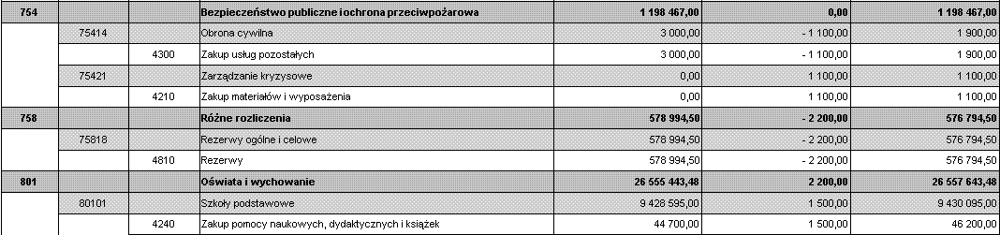 754 Bezpieczeństwo publiczne i ochrona przeciwpożarowa 1 198 467,00 0,00 1 198 467,00
75414 Obrona cywilna 3 000,00 - 1 100,00 1 900,00
4300 Zakup usług pozostałych 3 000,00 - 1 100,00 1 900,00
75421 Zarządzanie kryzysowe 0,00 1 100,00 1 100,00
4210 Zakup materiałów i wyposażenia 0,00 1 100,00 1 100,00
758 Różne rozliczenia 578 994,50 - 2 200,00 576 794,50
75818 Rezerwy ogólne i celowe 578 994,50 - 2 200,00 576 794,50
4810 Rezerwy 578 994,50 - 2 200,00 576 794,50
801 Oświata i wychowanie 26 555 443,48 2 200,00 26 557 643,48
80101 Szkoły podstawowe 9 428 595,00 1 500,00 9 430 095,00
4240 Zakup pomocy naukowych, dydaktycznych i książek 44 700,00 1 500,00 46 200,00